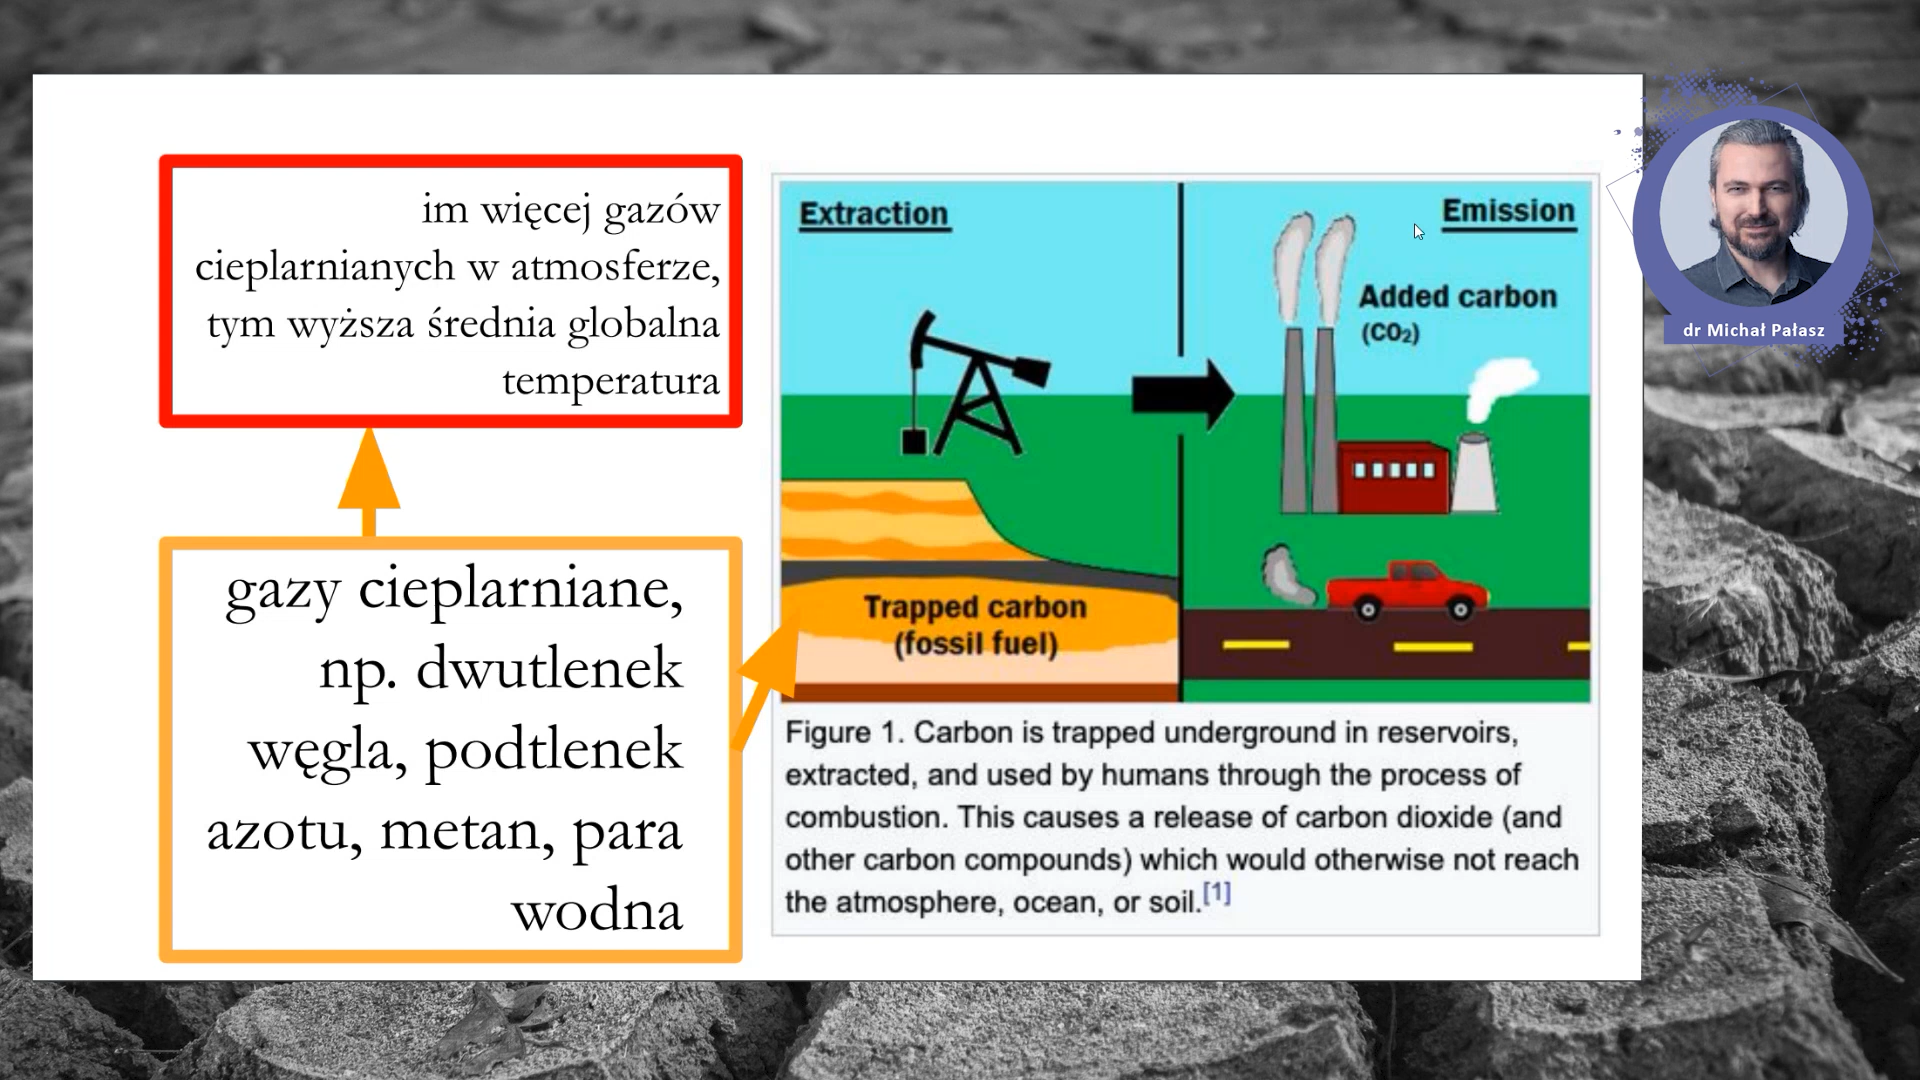 im więcej gazów
cieplarnianych w atmosferze,
tym wyższa średnia globalna
temperatura
gazy cieplarniane,
np. dwutlenek
węgla, podtlenek
azotu, metan, para
wodna
Extraction
Emission
Added carbon
(CO₂)
Trapped carbon
(fossil fuel)
Figure 1. Carbon is trapped underground in reservoirs,
extracted, and used by humans through the process of
combustion. This causes a release of carbon dioxide (and
other carbon compounds) which would otherwise not reach
the atmosphere, ocean, or soil.[1]
dr Michał Pałasz